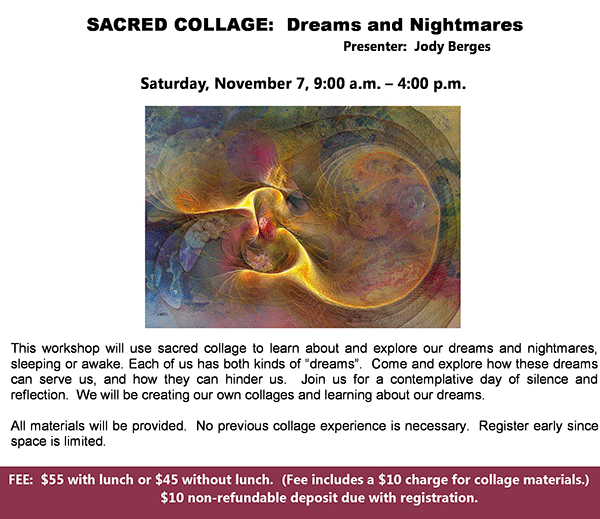 SACRED COLLAGE:  Dreams and Nightmares
Presenter:  Jody Berges
Saturday, November 7, 9:00 a.m. – 4:00 p.m.
This workshop will use sacred collage to learn about and explore our dreams and nightmares,
sleeping or awake. Each of us has both kinds of “dreams”.  Come and explore how these dreams
can serve us, and how they can hinder us.  Join us for a contemplative day of silence and
reflection.  We will be creating our own collages and learning about our dreams.
All materials will be provided.  No previous collage experience is necessary.  Register early since
space is limited.
FEE:  $55 with lunch or $45 without lunch.  (Fee includes a $10 charge for collage materials.)
$10 non-refundable deposit due with registration.